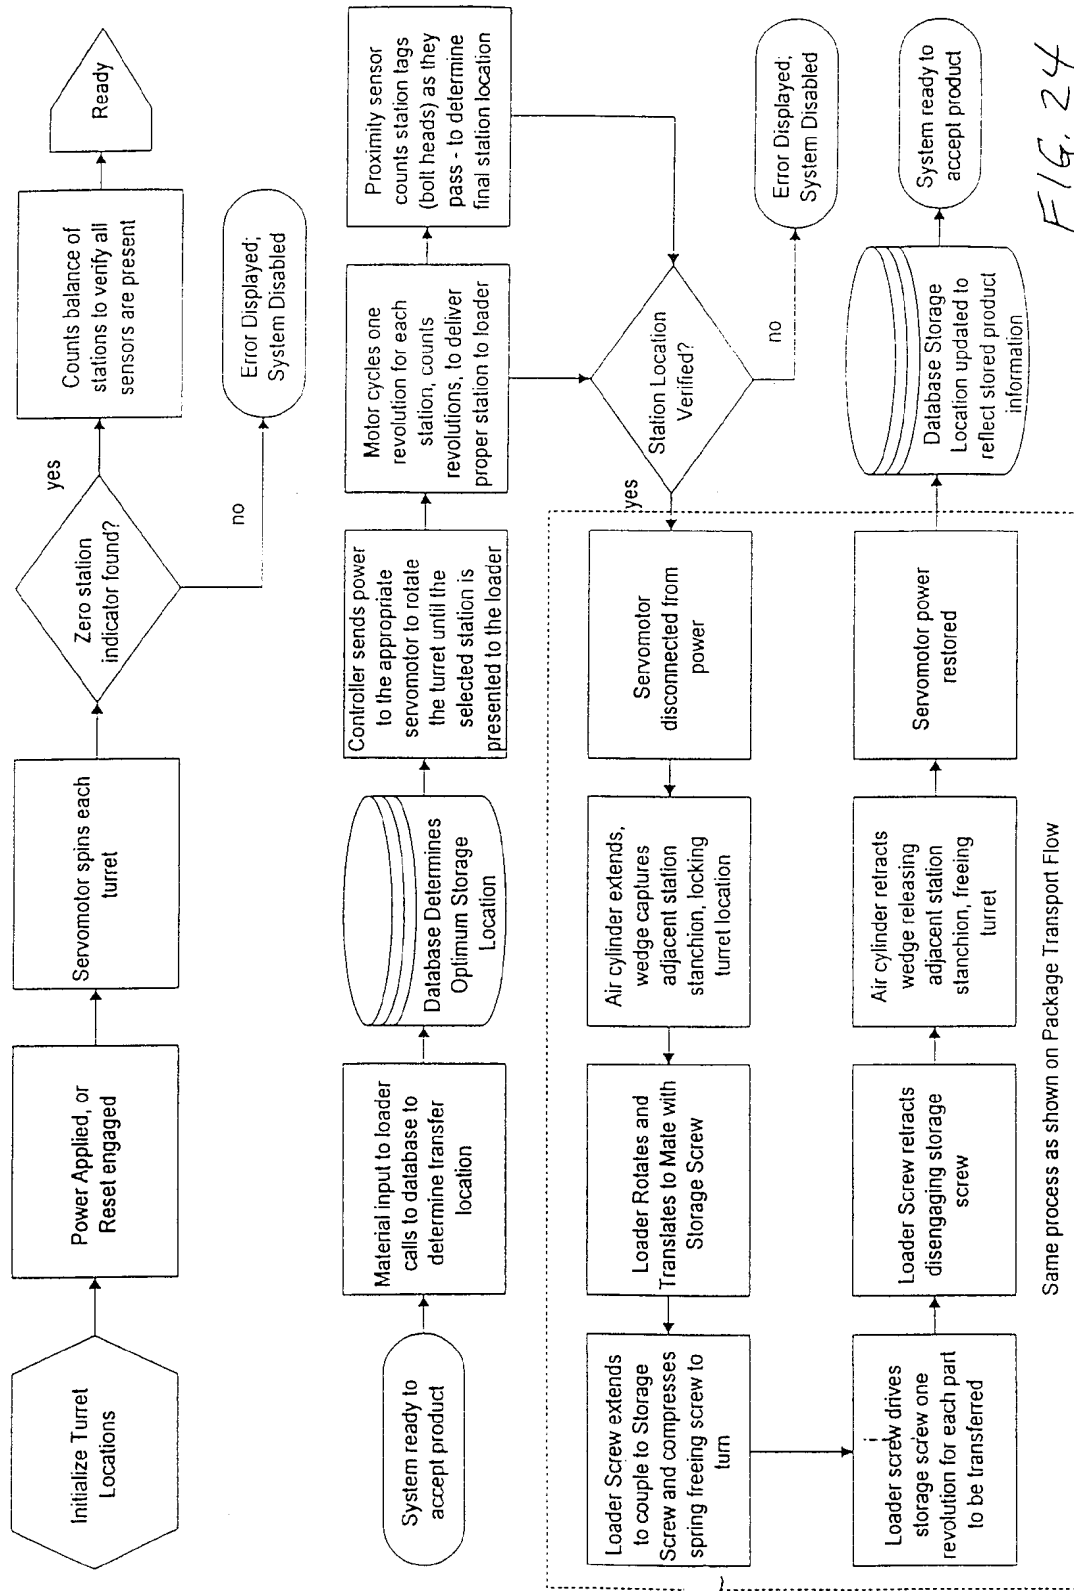 Initialize Turret
Locations
Power Applied, or
Reset engaged
Servomotor spins each
turret
Zero station
indicator found?
yes
no
Counts balance of
stations to verify all
sensors are present
Ready
Error Displayed;
System Disabled
System ready to
accept product
Material input to loader
calls to database to
determine transfer
location
Database Determines
Optimum Storage
Location
Controller sends power
to the appropriate
servomotor to rotate
the turret until the
selected station is
presented to the loader
Motor cycles one
revolution for each
station, counts
revolutions, to deliver
proper station to loader
Proximity sensor
counts station tags
(bolt heads) as they
pass - to determine
final station location
Station Location
Verified?
yes
no
Error Displayed;
System Disabled
Servomotor
disconnected from
power
Air cylinder extends,
wedge captures
adjacent station
stanchion, locking
turret location
Loader Rotates and
Translates to Mate with
Storage Screw
Loader Screw extends
to couple to Storage
Screw and compresses
spring freeing screw to
turn
Loader screw drives
storage screw one
revolution for each part
to be transferred
Loader Screw retracts
disengaging storage
screw
Air cylinder retracts
wedge releasing
adjacent station
stanchion, freeing
turret
Servomotor power
restored
Database Storage
Location updated to
reflect stored product
information
System ready to
accept product
Same process as shown on Package Transport Flow
FIG. 24